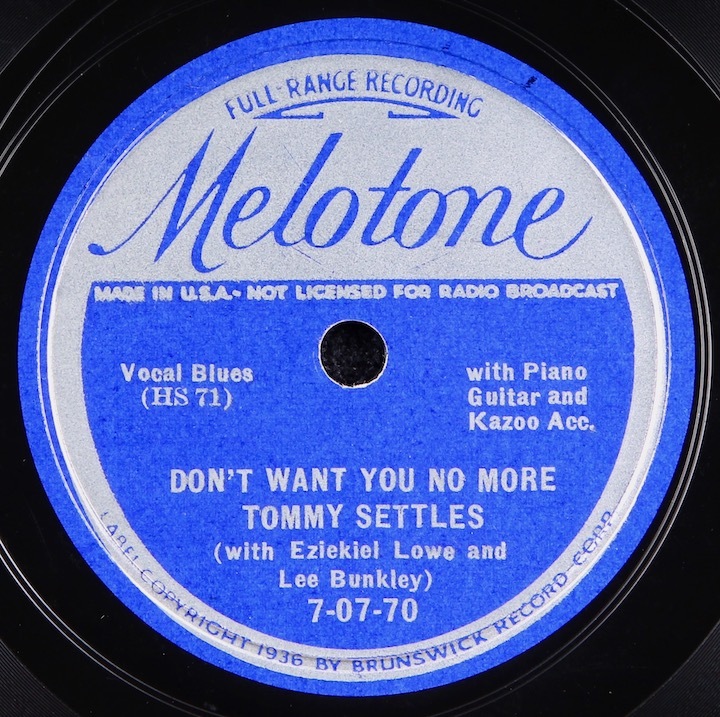 FULL-RANGE RECORDING
Melotone
MADE IN U.S.A.- NOT LICENSED FOR RADIO BROADCAST
Vocal Blues
(HS 71)
with Piano
Guitar and
Kazoo Acc.
DON'T WANT YOU NO MORE
TOMMY SETTLES
(with Eziekiel Lowe and
Lee Bunkley)
7-07-70
LABEL COPYRIGHT 1936 BY BRUNSWICK RECORD CORP.